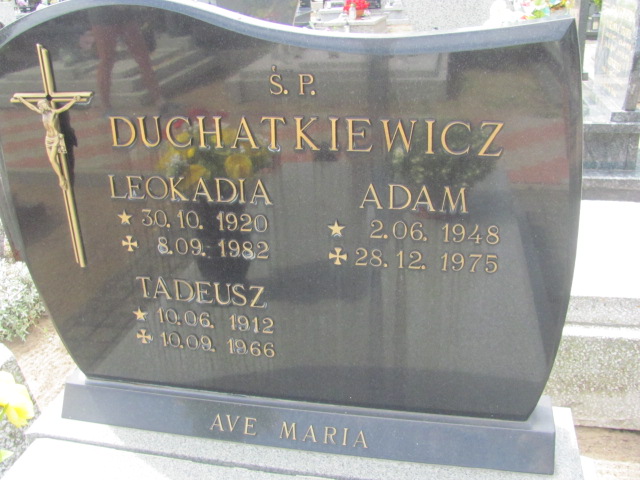 Ś. P.
DUCHATKIEWICZ
LEOKADIA
30.10.1920
8.09.1982
ADAM
2.06.1948
28.12.1975
TADEUSZ
10.06.1912
10.09.1966
AVE MARIA